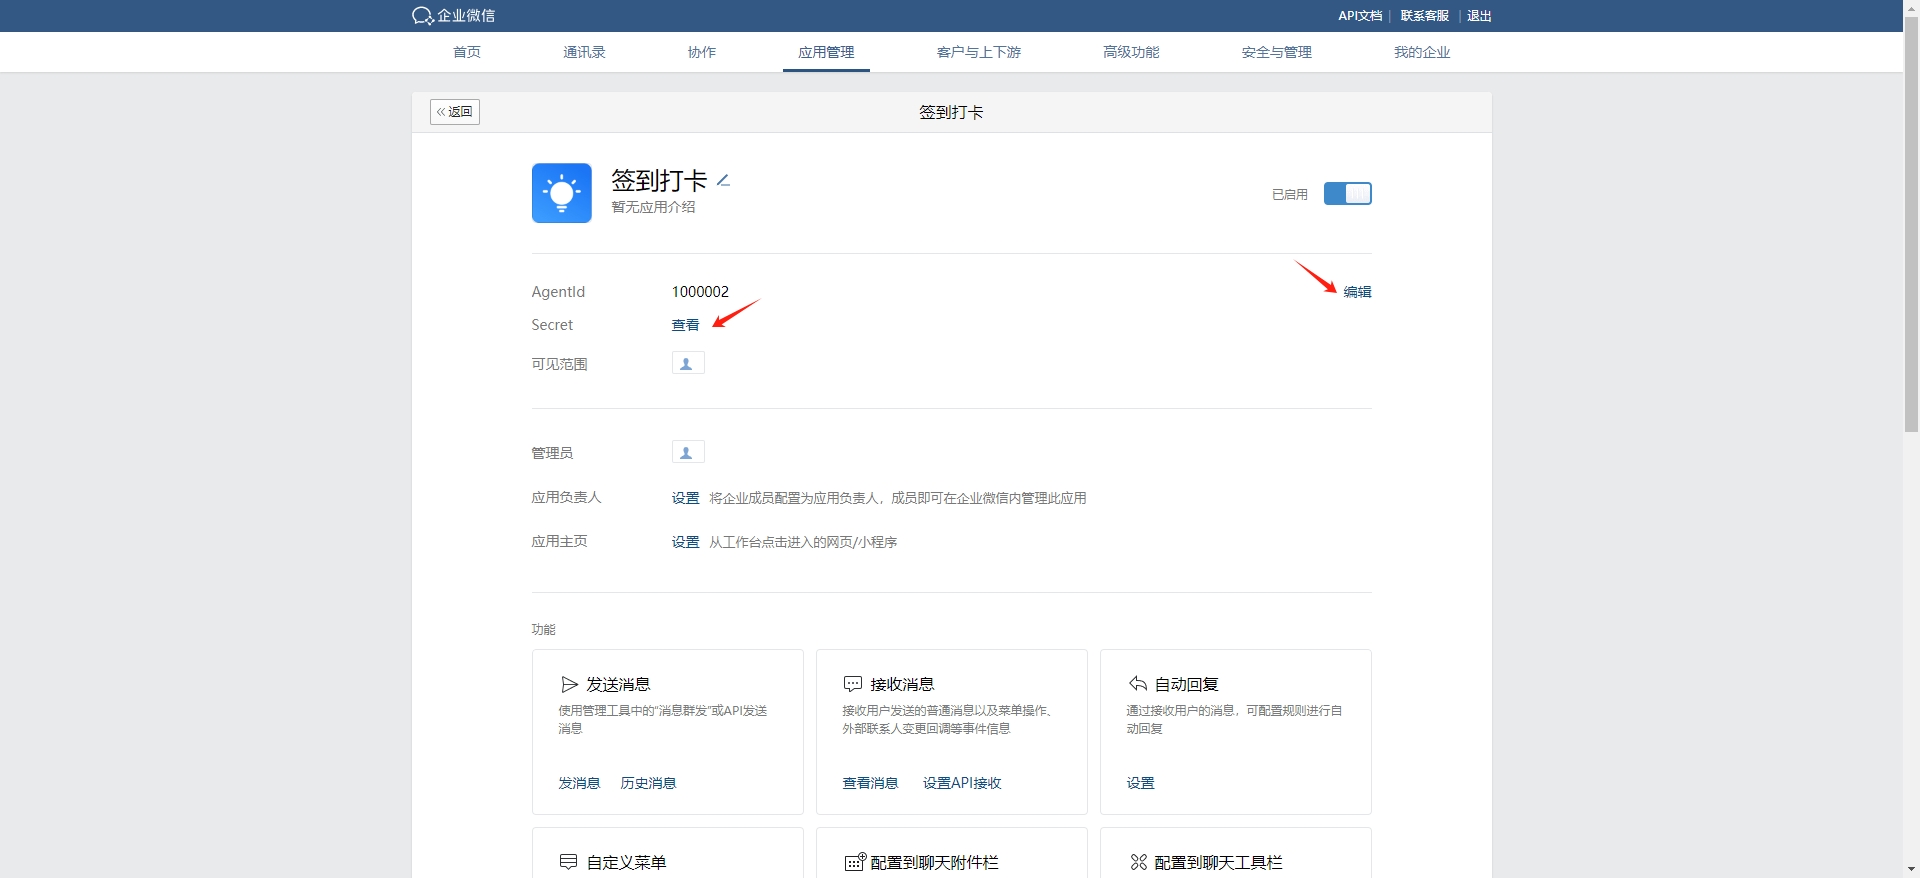 企业微信
API文档 | 联系客服 | 退出
首页 通讯录 协作 应用管理 客户与上下游 高级功能 安全与管理 我的企业
«返回
签到打卡
签到打卡
暂无应用介绍
已启用
AgentId 1000002 编辑
Secret 查看
可见范围
管理员
应用负责人 设置 将企业成员配置为应用负责人，成员即可在企业微信内管理此应用
应用主页 设置 从工作台点击进入的网页/小程序
功能
发送消息
使用管理工具中的“消息群发”或API发送
消息
发消息 历史消息
接收消息
接收用户发送的普通消息以及菜单操作、
外部联系人变更回调等事件信息
查看消息 设置API接收
自动回复
通过接收用户的消息，可配置规则进行自
动回复
设置
自定义菜单
配置到聊天附件栏
配置到聊天工具栏